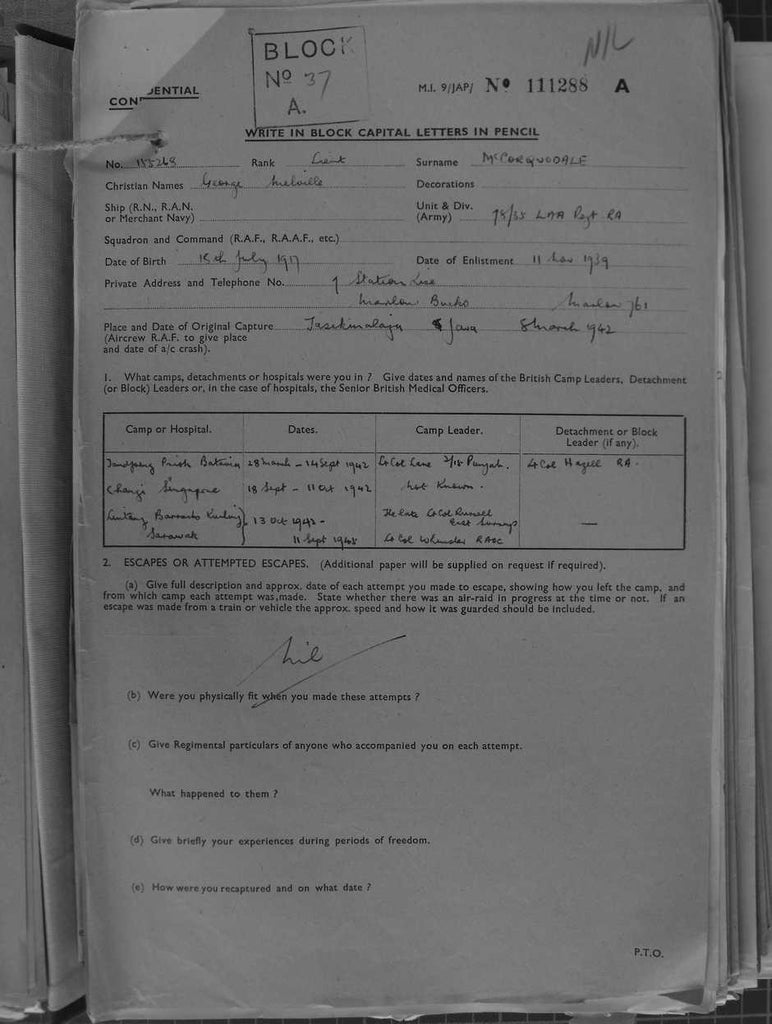 BLOCK
Nº 37
A.
NIL
CONFIDENTIAL
M.I. 9/JAP/ Nº 111288 A
WRITE IN BLOCK CAPITAL LETTERS IN PENCIL
No. 155268 Rank Lieut Surname McCORQUODALE
Christian Names George Melville Decorations
Ship (R.N., R.A.N. Unit & Div.
or Merchant Navy) (Army) 78/35 LAA Regt RA
Squadron and Command (R.A.F., R.A.A.F., etc.)
Date of Birth July 1917 Date of Enlistment 11 Nov 1939
Private Address and Telephone No. 7 Station
Marlow Bucks Marlow 761
Place and Date of Original Capture Tasikmalaja Java 8 March 1942
(Aircrew R.A.F. to give place
and date of a/c crash).
1. What camps, detachments or hospitals were you in ? Give dates and names of the British Camp Leaders, Detachment
(or Block) Leaders or, in the case of hospitals, the Senior British Medical Officers.
Camp or Hospital. Dates. Camp Leader. Detachment or Block
Leader (if any).
Tandjong Priok Batavia 28 March - 14 Sept 1942 Lt Col Lane 2/15 Punjab. Lt Col Hazell RA.
Changi Singapore 18 Sept - 11 Oct 1942 Not Known.
Lintang Barracks Kuching 13 Oct 1942 - The late Lt Col Russell —
East Surreys
Sarawak 11 Sept 1945 Lt Col Whimster RAOC
2. ESCAPES OR ATTEMPTED ESCAPES. (Additional paper will be supplied on request if required).
(a) Give full description and approx. date of each attempt you made to escape, showing how you left the camp, and
from which camp each attempt was made. State whether there was an air-raid in progress at the time or not. If an
escape was made from a train or vehicle the approx. speed and how it was guarded should be included.
Nil
(b) Were you physically fit when you made these attempts ?
(c) Give Regimental particulars of anyone who accompanied you on each attempt.
What happened to them ?
(d) Give briefly your experiences during periods of freedom.
(e) How were you recaptured and on what date ?
P.T.O.